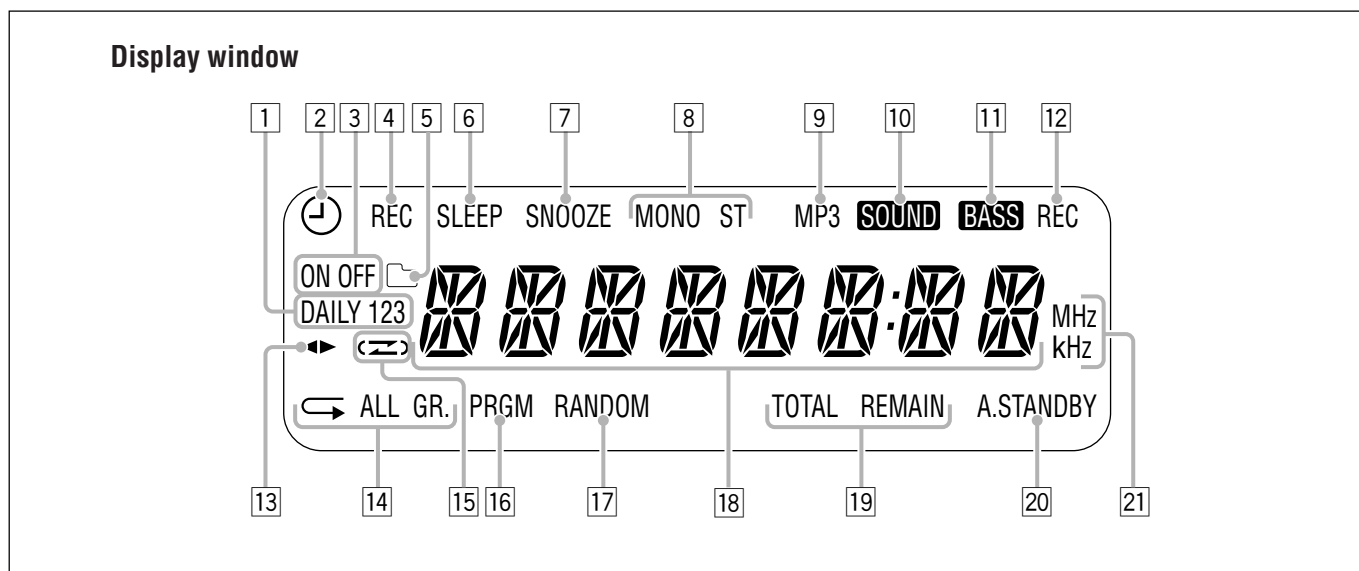 Display window
1 2 3 4 5 6 7 8 9 10 11 12
REC SLEEP SNOOZE MONO ST MP3 SOUND BASS REC
ON OFF
DAILY 123
MHz
kHz
ALL GR. PRGM RANDOM TOTAL REMAIN A.STANDBY
13 14 15 16 17 18 19 20 21